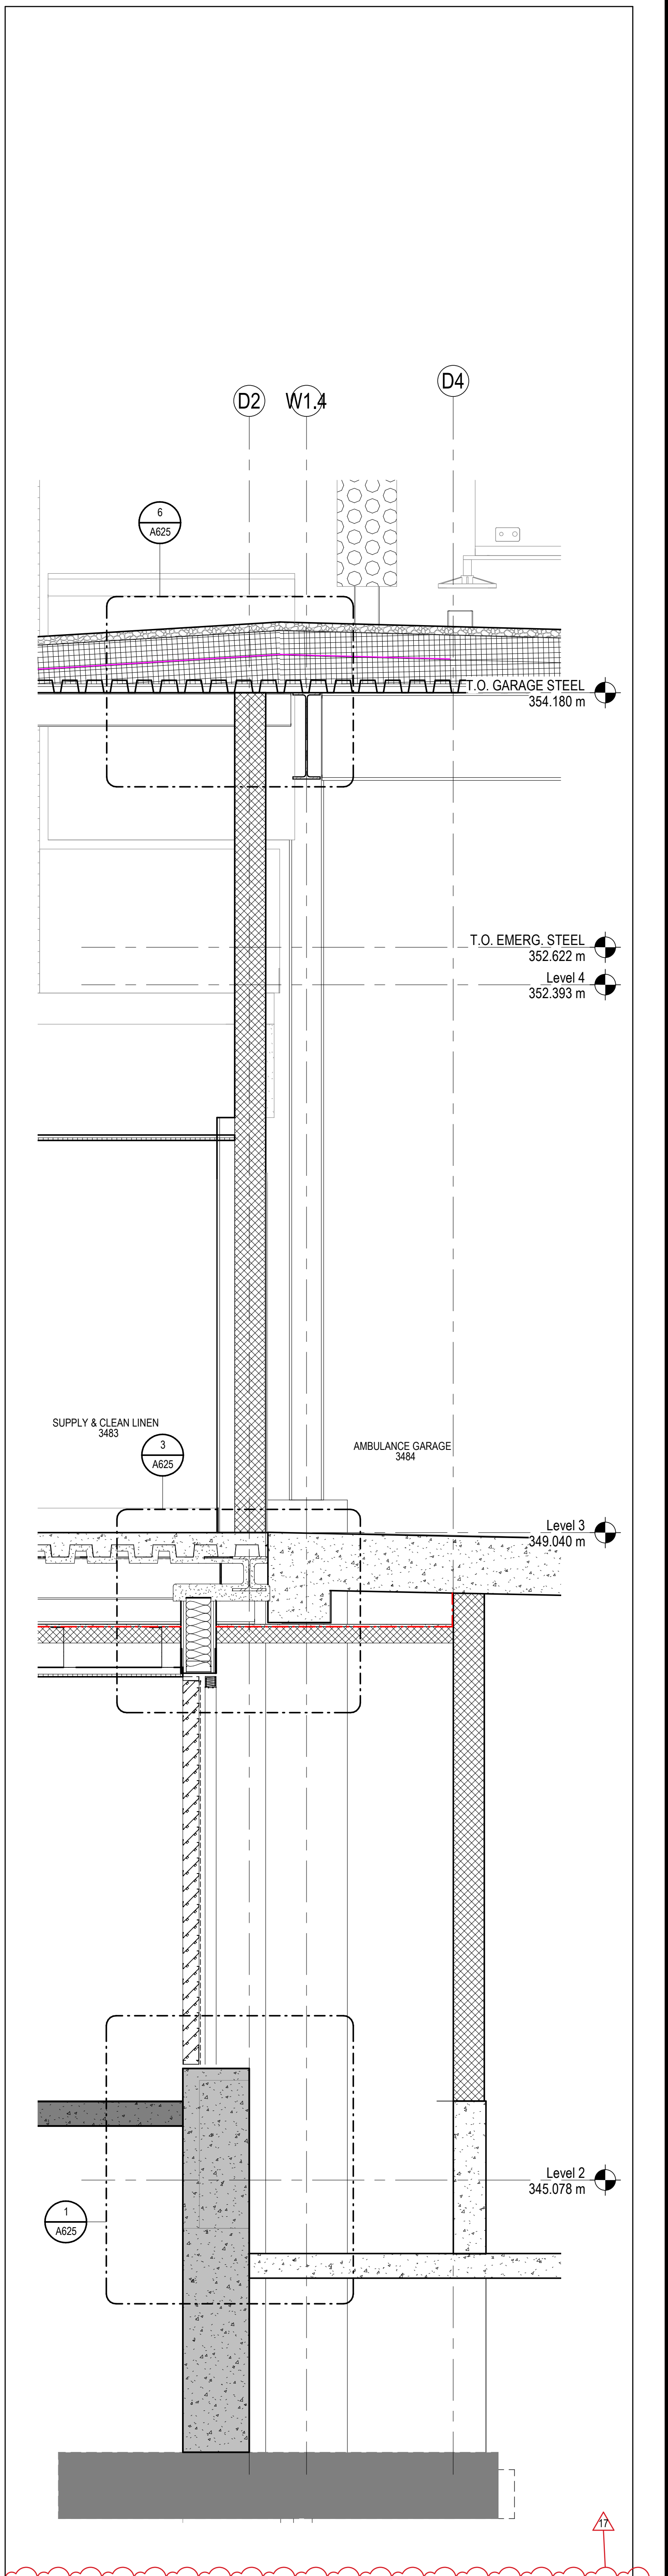 D2
W1.4
D4
6
A625
T.O. GARAGE STEEL
354.180 m
T.O. EMERG. STEEL
352.622 m
Level 4
352.393 m
SUPPLY & CLEAN LINEN
3483
3
A625
AMBULANCE GARAGE
3484
Level 3
349.040 m
Level 2
345.078 m
1
A625
17